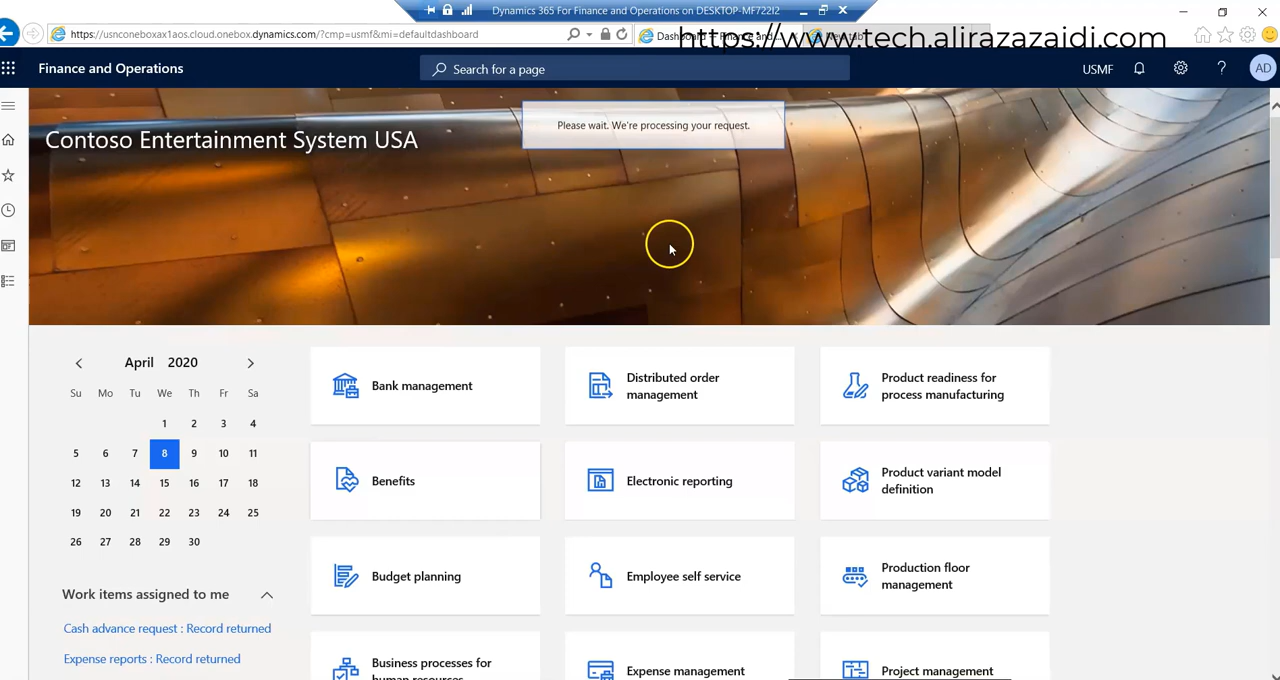 Dynamics 365 For Finance and Operations on DESKTOP-MF722I2
https://usnconeboxax1aos.cloud.onebox.dynamics.com/?cmp=usmf&mi=defaultdashboard
https://www.tech.alirazazaidi.com
Finance and Operations
Search for a page
USMF
AD
Contoso Entertainment System USA
Please wait. We're processing your request.
April 2020
Su Mo Tu We Th Fr Sa
1 2 3 4
5 6 7 8 9 10 11
12 13 14 15 16 17 18
19 20 21 22 23 24 25
26 27 28 29 30
Work items assigned to me
Cash advance request : Record returned
Expense reports : Record returned
Bank management
Distributed order
management
Product readiness for
process manufacturing
Benefits
Electronic reporting
Product variant model
definition
Budget planning
Employee self service
Production floor
management
Business processes for
human resources
Expense management
Project management